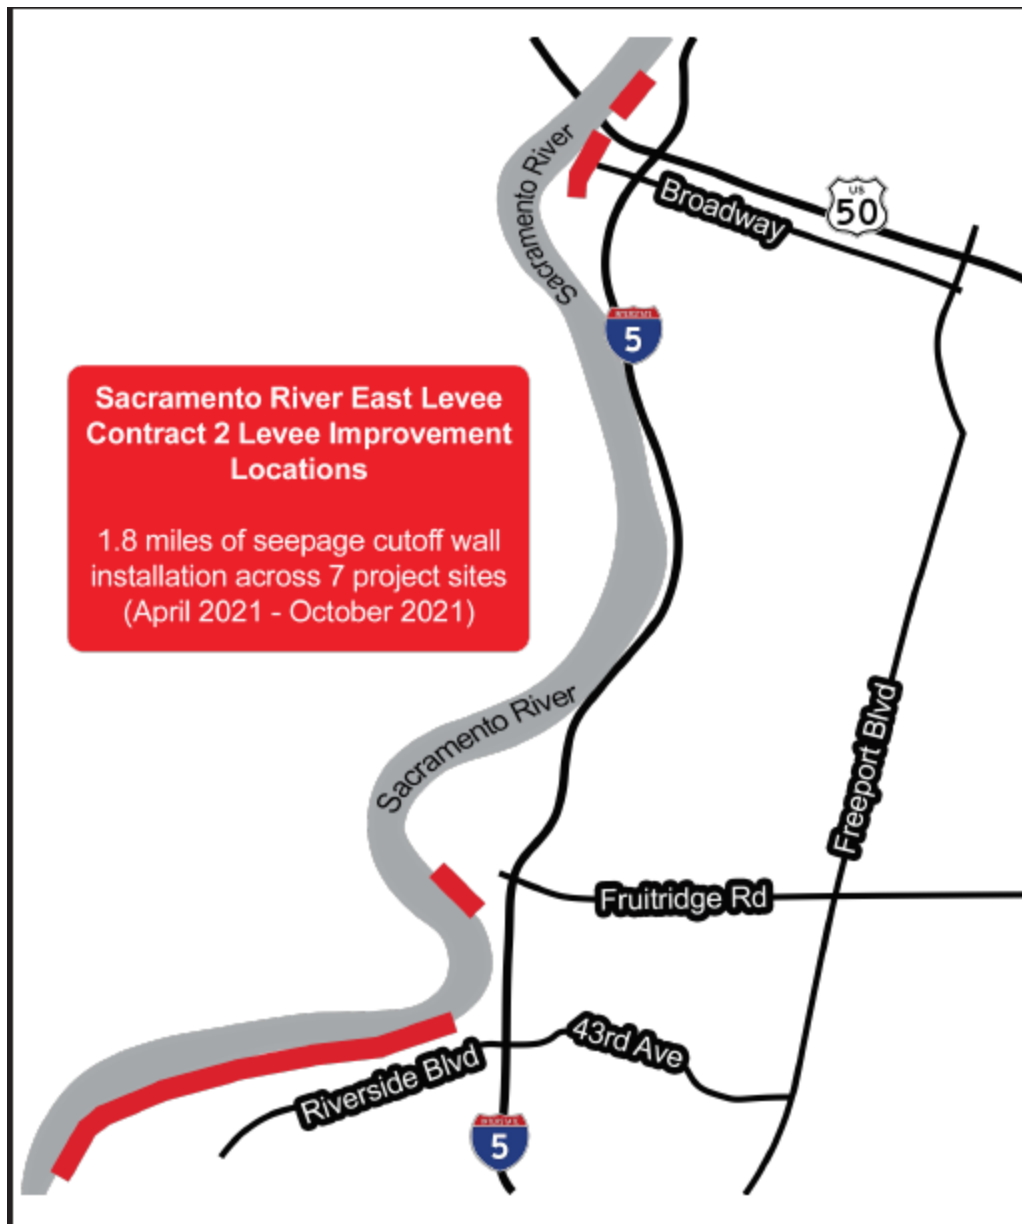 Sacramento River
Broadway
US
50
5
Sacramento River East Levee
Contract 2 Levee Improvement
Locations
1.8 miles of seepage cutoff wall
installation across 7 project sites
(April 2021 - October 2021)
Sacramento River
Freeport Blvd
Fruitridge Rd
43rd Ave
Riverside Blvd
5